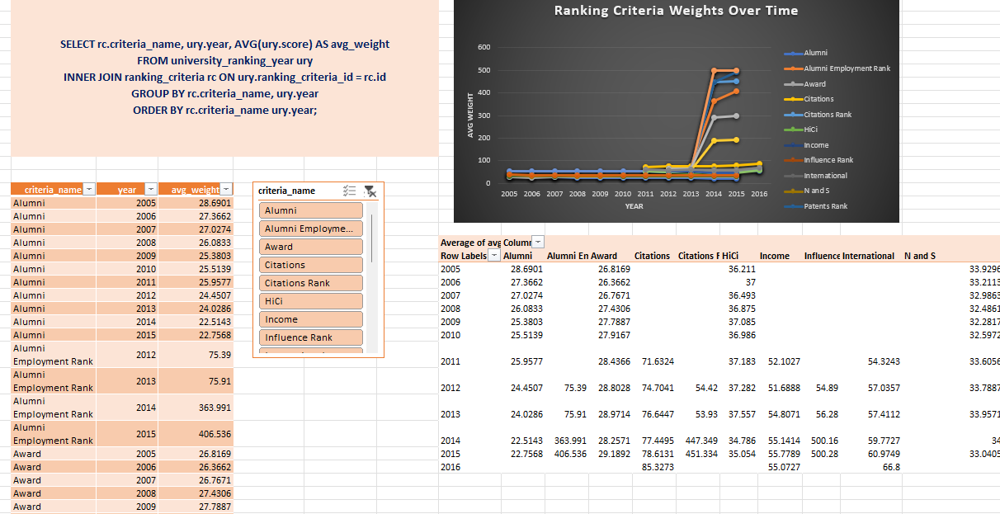 SELECT rc.criteria_name, ury.year, AVG(ury.score) AS avg_weight
FROM university_ranking_year ury
INNER JOIN ranking_criteria rc ON ury.ranking_criteria_id = rc.id
GROUP BY rc.criteria_name, ury.year
ORDER BY rc.criteria_name ury.year;
Ranking Criteria Weights Over Time
600
500
400
300
200
100
0
AVG WEIGHT
2005 2006 2007 2008 2009 2010 2011 2012 2013 2014 2015 2016
YEAR
Alumni
Alumni Employment Rank
Award
Citations
Citations Rank
HiCi
Income
Influence Rank
International
N and S
Patents Rank
criteria_name year avg_weight
Alumni 2005 28.6901
Alumni 2006 27.3662
Alumni 2007 27.0274
Alumni 2008 26.0833
Alumni 2009 25.3803
Alumni 2010 25.5139
Alumni 2011 25.9577
Alumni 2012 24.4507
Alumni 2013 24.0286
Alumni 2014 22.5143
Alumni 2015 22.7568
Alumni
Employment Rank 2012 75.39
Alumni
Employment Rank 2013 75.91
Alumni
Employment Rank 2014 363.991
Alumni
Employment Rank 2015 406.536
Award 2005 26.8169
Award 2006 26.3662
Award 2007 26.7671
Award 2008 27.4306
Award 2009 27.7887
criteria_name
Alumni
Alumni Employme...
Award
Citations
Citations Rank
HiCi
Income
Influence Rank
Average of avg Column
Row Labels Alumni Alumni En Award Citations Citations F HiCi Income Influence International N and S
2005 28.6901 26.8169 36.211 33.9296
2006 27.3662 26.3662 37 33.2113
2007 27.0274 26.7671 36.493 32.9863
2008 26.0833 27.4306 36.875 32.4861
2009 25.3803 27.7887 37.085 32.2817
2010 25.5139 27.9167 36.986 32.5972
2011 25.9577 28.4366 71.6324 37.183 52.1027 54.3243 33.6056
2012 24.4507 75.39 28.8028 74.7041 54.42 37.282 51.6888 54.89 57.0357 33.7887
2013 24.0286 75.91 28.9714 76.6447 53.93 37.557 54.8071 56.28 57.4112 33.9571
2014 22.5143 363.991 28.2571 77.4495 447.349 34.786 55.1414 500.16 59.7727 34
2015 22.7568 406.536 29.1892 78.6131 451.334 35.054 55.7789 500.28 60.9749 33.0405
2016 85.3273 55.0727 66.8